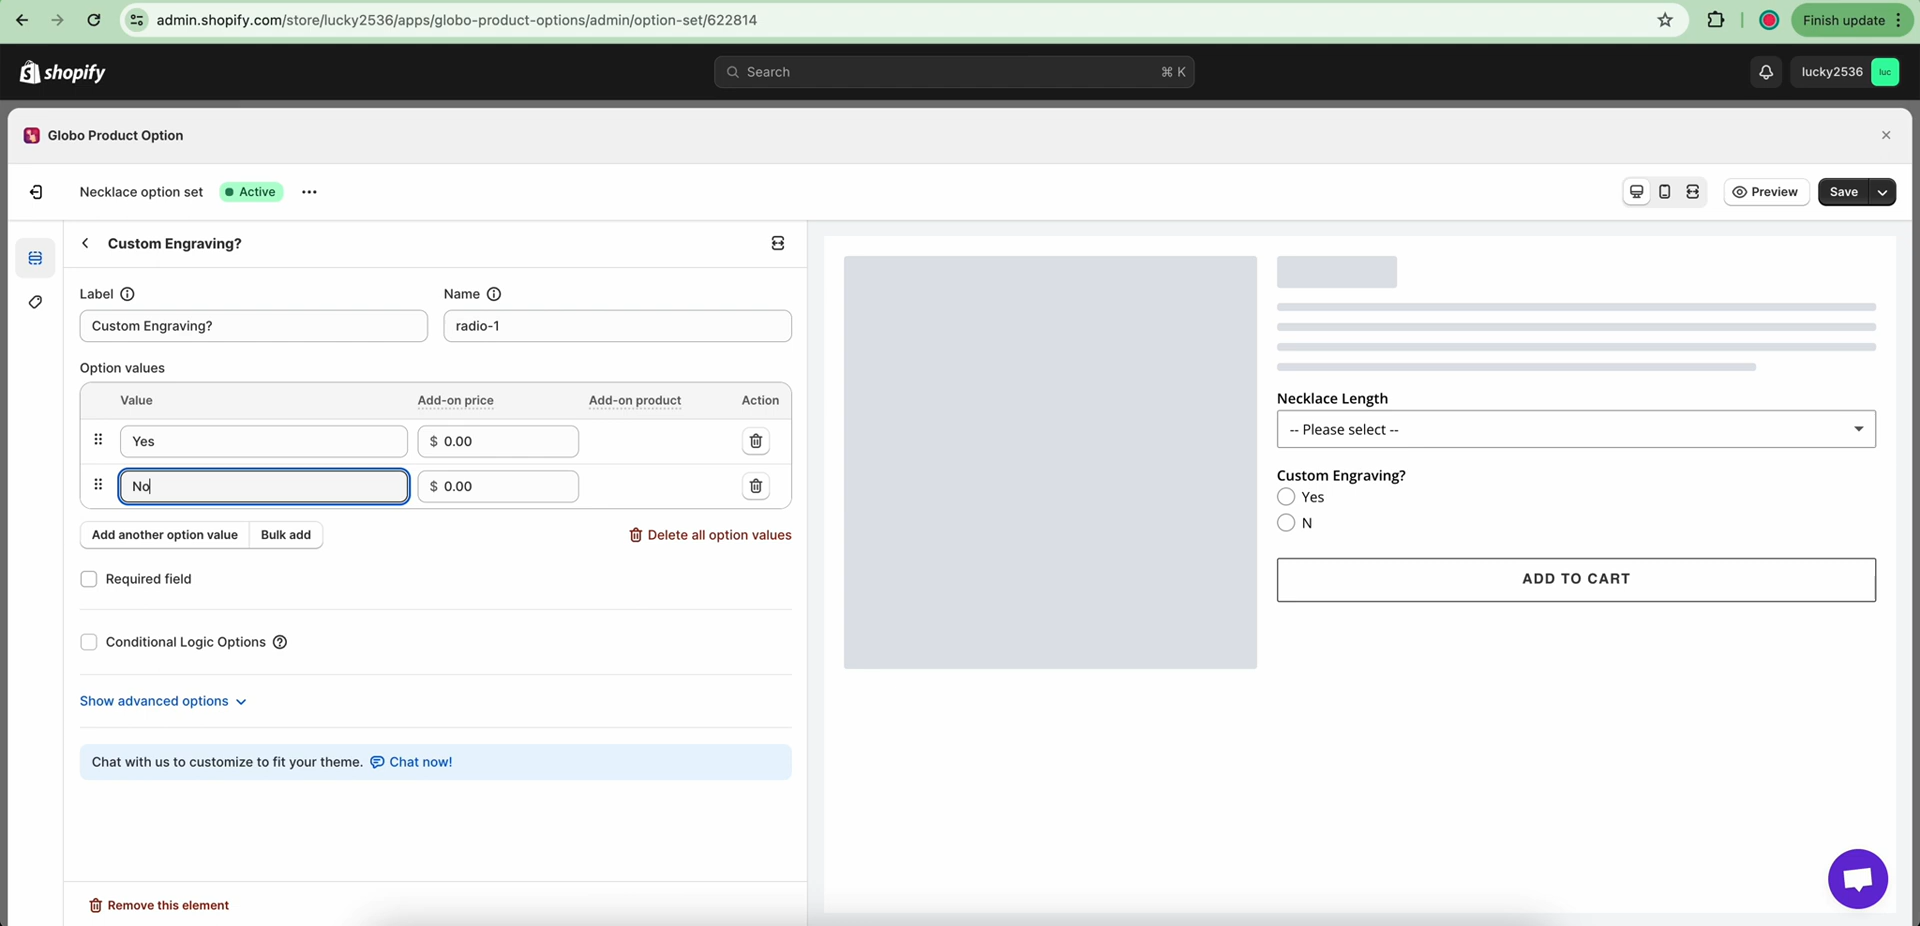 admin.shopify.com/store/lucky2536/apps/globo-product-options/admin/option-set/622814
Finish update
shopify
Search
⌘ K
lucky2536
luc
Globo Product Option
Necklace option set
Active
Preview
Save
Custom Engraving?
Label
Name
Custom Engraving?
radio-1
Option values
Value
Add-on price
Add-on product
Action
Yes
$ 0.00
No
$ 0.00
Add another option value
Bulk add
Delete all option values
Required field
Conditional Logic Options
Show advanced options
Chat with us to customize to fit your theme.
Chat now!
Remove this element
Necklace Length
-- Please select --
Custom Engraving?
Yes
N
ADD TO CART